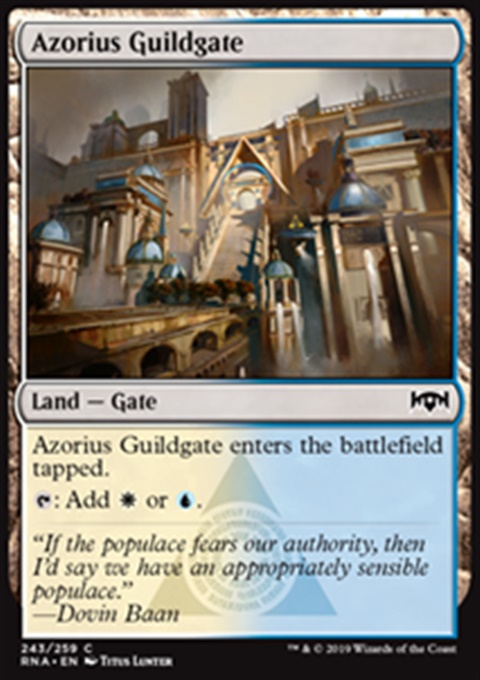 Azorius Guildgate
Land — Gate
Azorius Guildgate enters the battlefield
tapped.
: Add or .
“If the populace fears our authority, then
I’d say we have an appropriately sensible
populace.”
—Dovin Baan
243/259 C
RNA • EN Titus Lunter
™ & © 2019 Wizards of the Coast